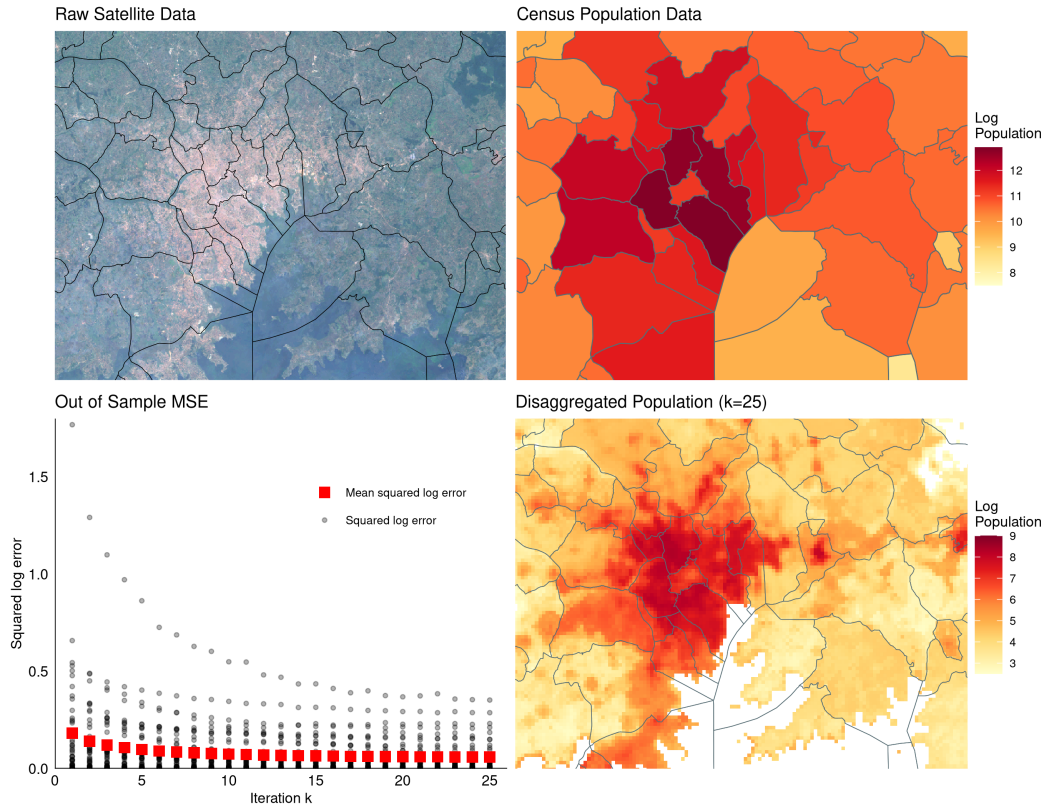 Raw Satellite Data
Census Population Data
Log
Population
12
11
10
9
8
Out of Sample MSE
Squared log error
1.5
1.0
0.5
0.0
0
5
10
15
20
25
Iteration k
Mean squared log error
Squared log error
Disaggregated Population (k=25)
Log
Population
9
8
7
6
5
4
3